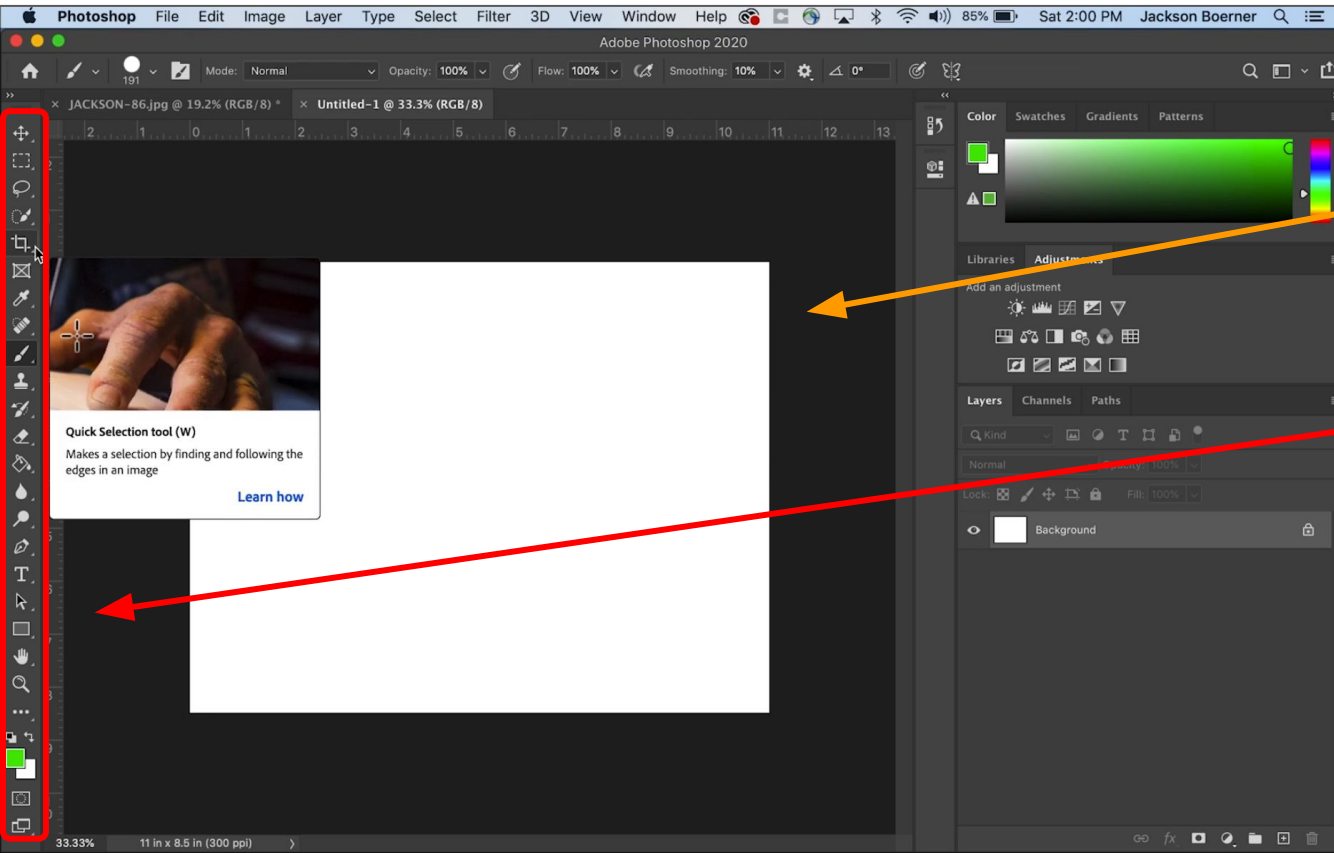 Photoshop File Edit Image Layer Type Select Filter 3D View Window Help 85% Sat 2:00 PM Jackson Boerner
Adobe Photoshop 2020
191 Mode: Normal Opacity: 100% Flow: 100% Smoothing: 10% 0°
× JACKSON-86.jpg @ 19.2% (RGB/8) * × Untitled-1 @ 33.3% (RGB/8)
2 1 0 1 2 3 4 5 6 7 8 9 10 11 12 13
Color Swatches Gradients Patterns
Libraries Adjustments
Add an adjustment
Quick Selection tool (W)
Makes a selection by finding and following the
edges in an image
Learn how
Layers Channels Paths
Kind
Normal Opacity: 100%
Lock: Fill: 100%
Background
33.33% 11 in x 8.5 in (300 ppi)